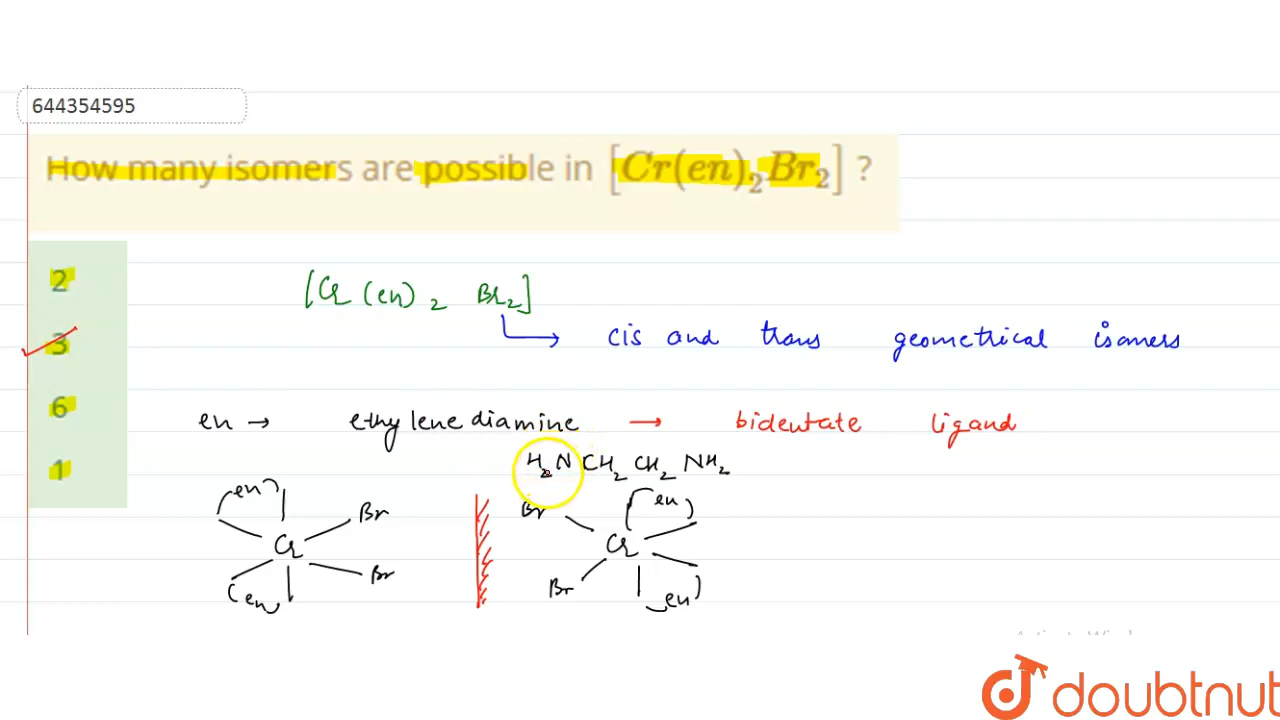 644354595
How many isomers are possible in [Cr(en)₂Br₂] ?
2
3
6
1
[Cr (en)₂ Br₂]
cis and trans geometrical isomers
en → ethylene diamine → bidentate ligand
H₂N CH₂ CH₂ NH₂
(en) Br
Cr
Br
(en)
Br (en)
Cr
Br
en)
doubtnut